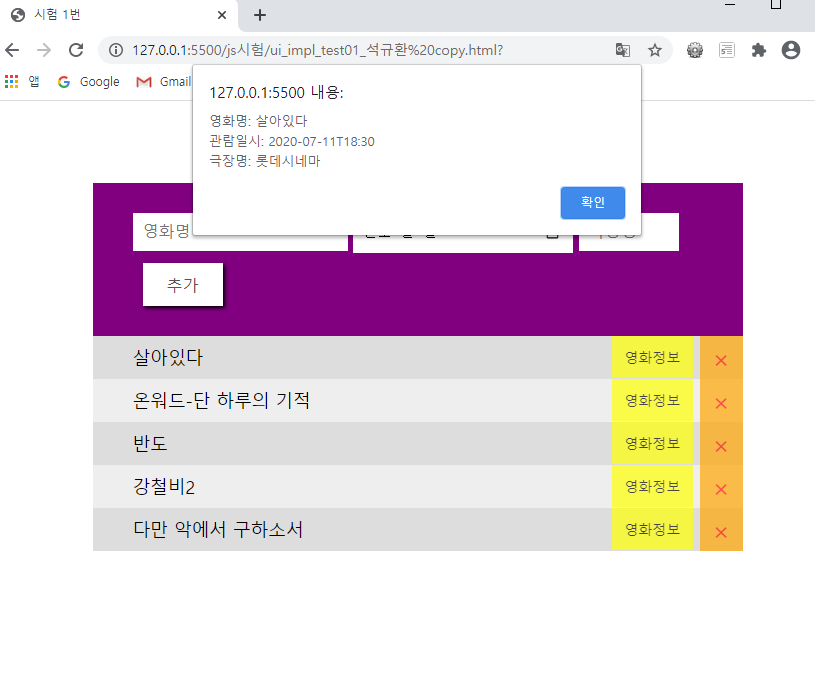 시험 1번
127.0.0.1:5500/js시험/ui_impl_test01_석규환%20copy.html?
앱 Google Gmail
127.0.0.1:5500 내용:
영화명: 살아있다
관람일시: 2020-07-11T18:30
극장명: 롯데시네마
확인
영화명
추가
살아있다 영화정보 ×
온워드-단 하루의 기적 영화정보 ×
반도 영화정보 ×
강철비2 영화정보 ×
다만 악에서 구하소서 영화정보 ×